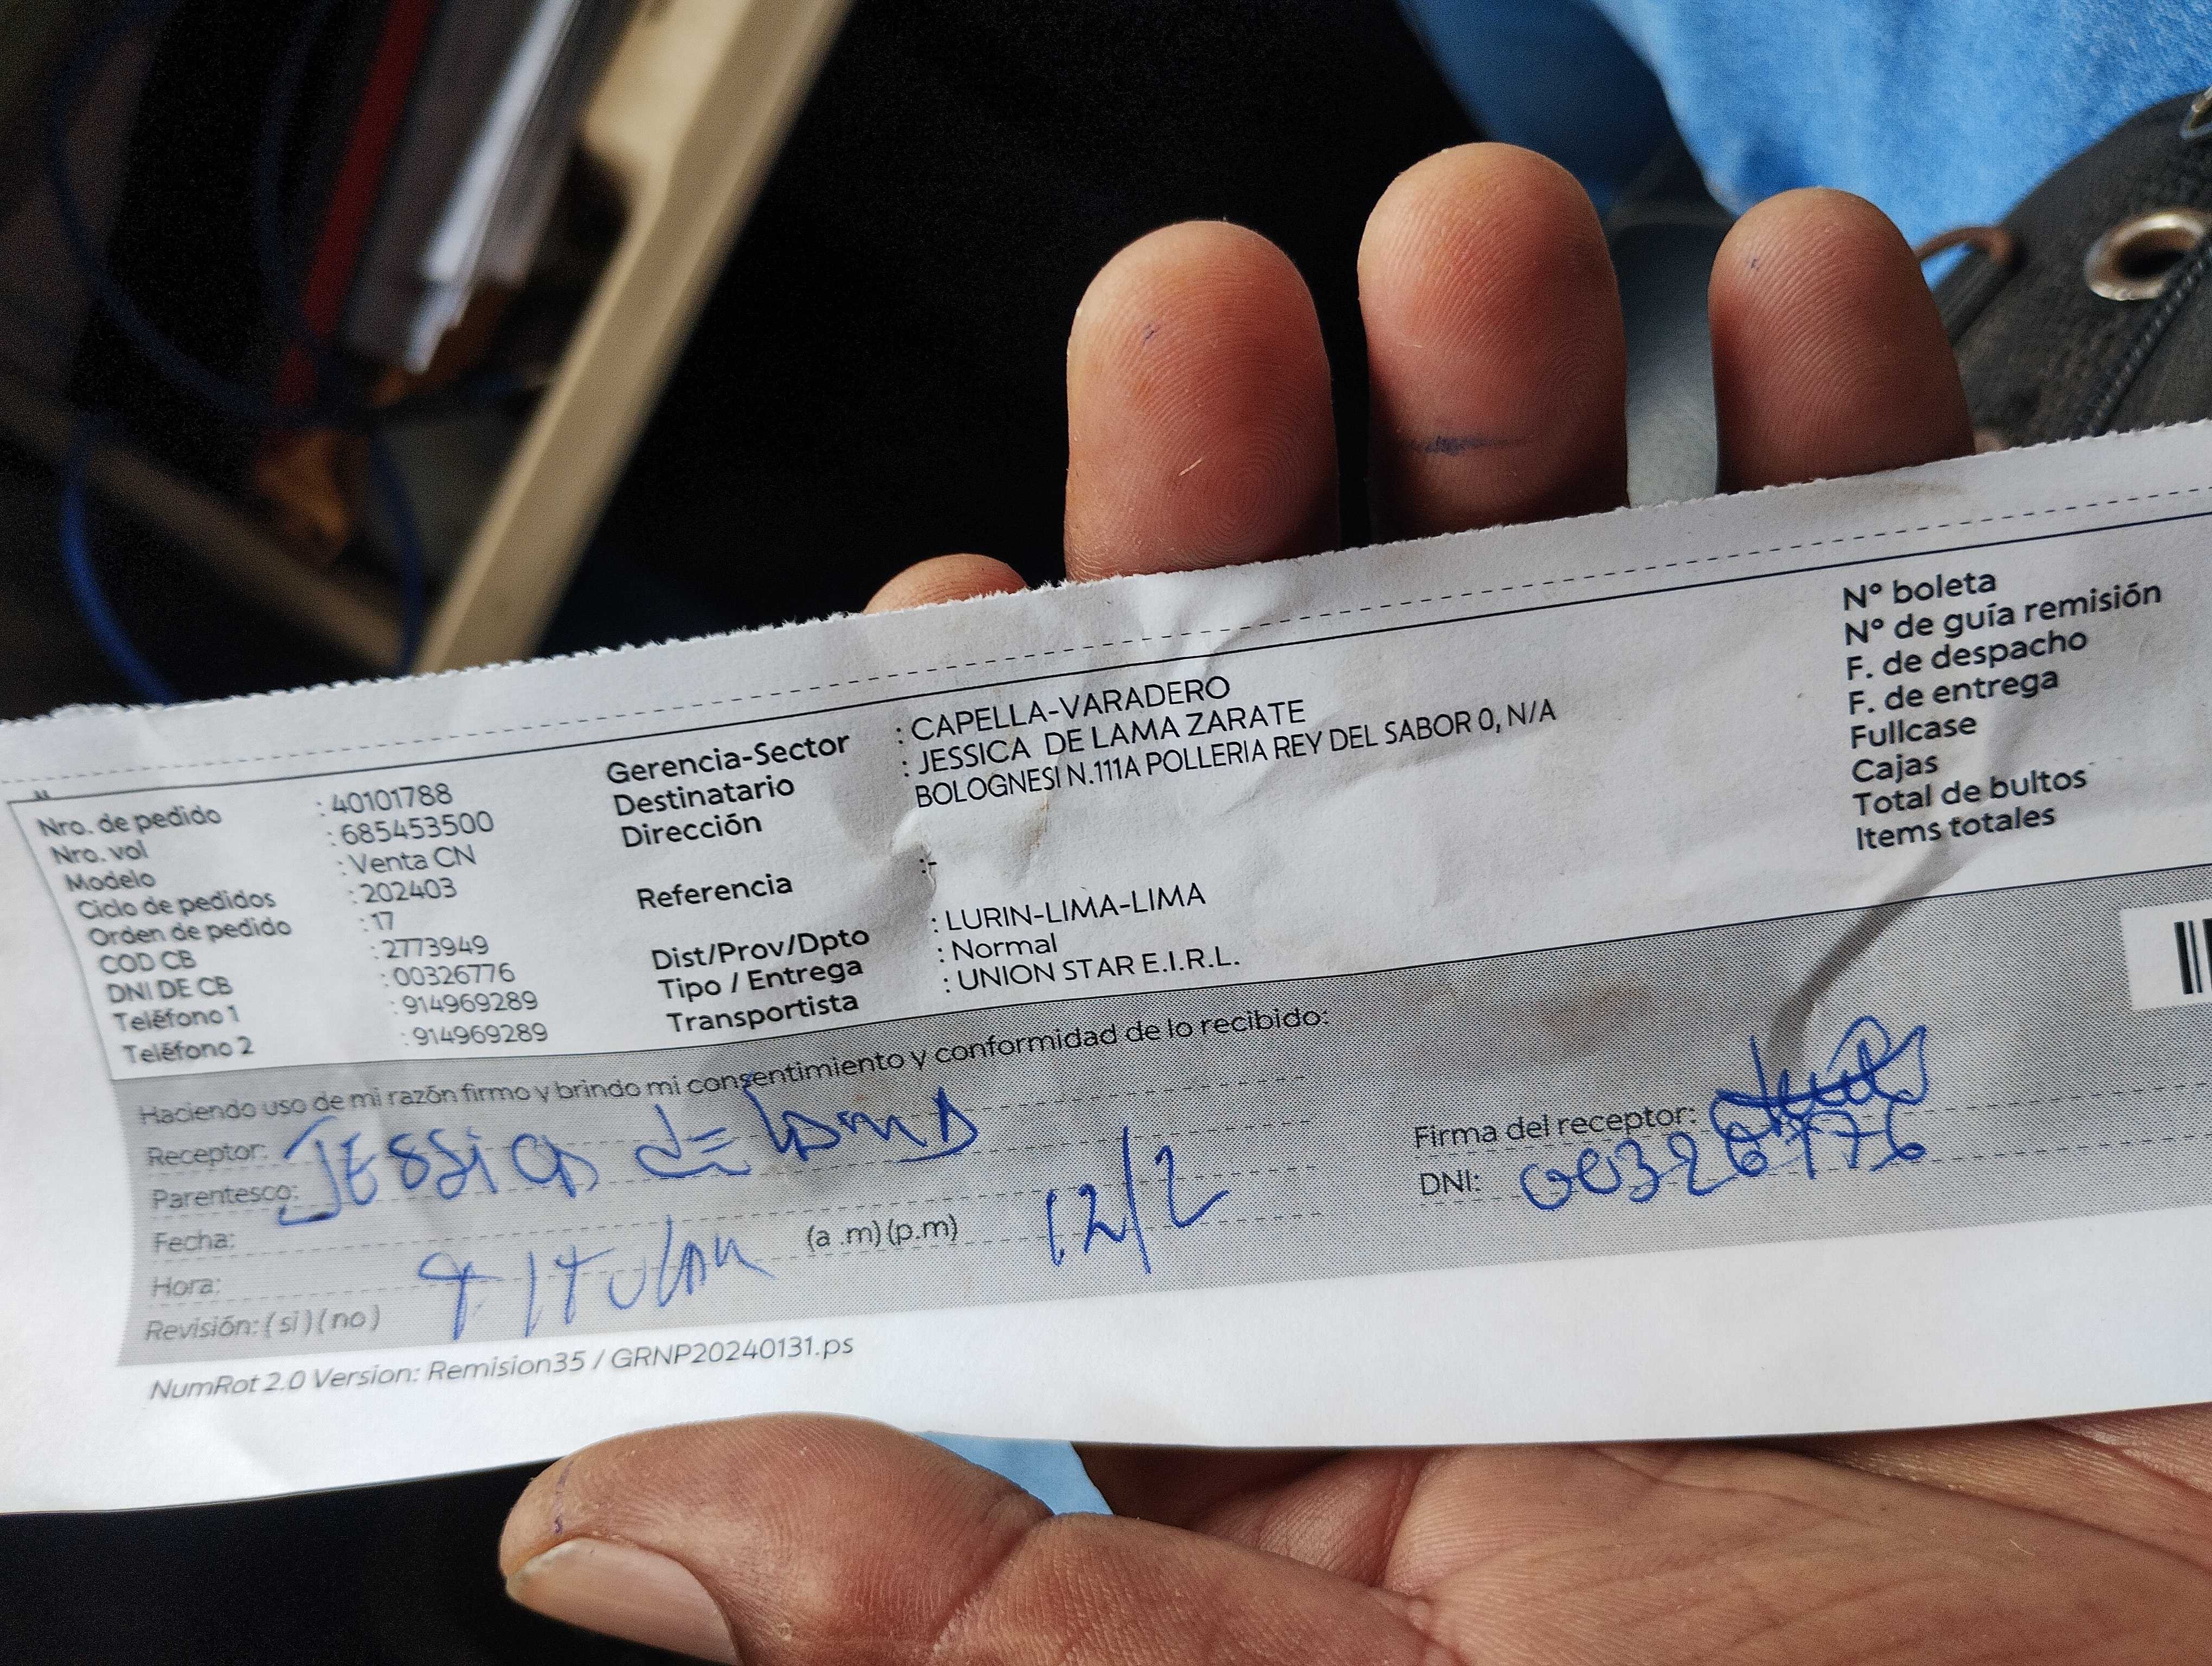 Nro. de pedido : 40101788
Nro. vol : 685453500
Modelo : Venta CN
Ciclo de pedidos : 202403
Orden de pedido : 17
COD CB : 2773949
DNI DE CB : 00326776
Teléfono 1 : 914969289
Teléfono 2 : 914969289
Gerencia-Sector : CAPELLA-VARADERO
Destinatario : JESSICA DE LAMA ZARATE
Dirección BOLOGNESI N.111A POLLERIA REY DEL SABOR 0, N/A
Referencia :-
Dist/Prov/Dpto : LURIN-LIMA-LIMA
Tipo / Entrega : Normal
Transportista : UNION STAR E.I.R.L.
Nº boleta
Nº de guía remisión
F. de despacho
F. de entrega
Fullcase
Cajas
Total de bultos
Items totales
Haciendo uso de mi razón firmo y brindo mi consentimiento y conformidad de lo recibido:
Receptor: JESSICA de LAMA
Parentesco:
Fecha: 12/2
Hora: (a .m) (p.m)
Revisión: ( si ) ( no ) Titular
Firma del receptor:
DNI: 00326776
NumRot 2.0 Version: Remision35 / GRNP20240131.ps